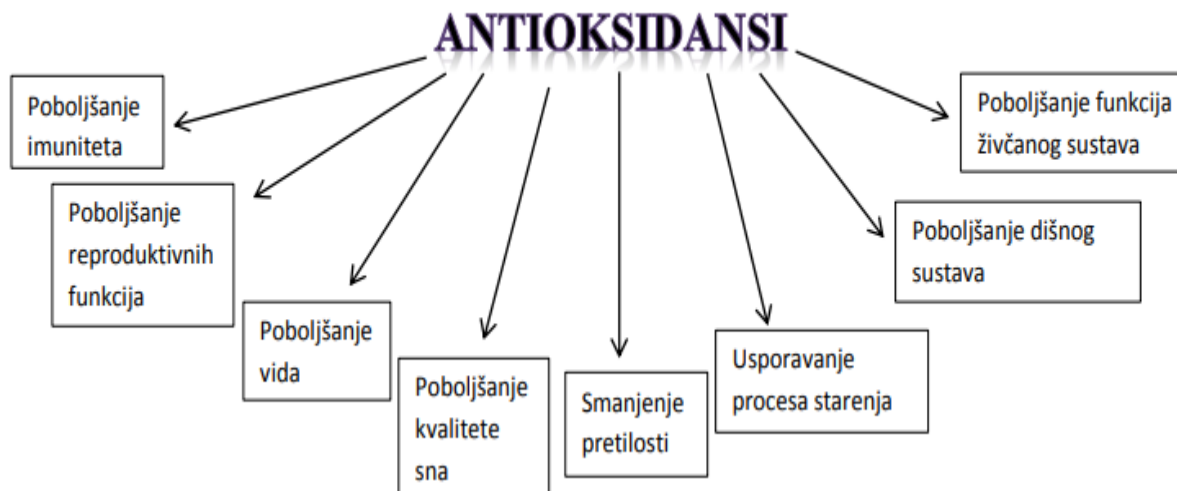 ANTIOKSIDANSI
Poboljšanje
imuniteta
Poboljšanje
reproduktivnih
funkcija
Poboljšanje
vida
Poboljšanje
kvalitete
sna
Smanjenje
pretilosti
Usporavanje
procesa starenja
Poboljšanje dišnog
sustava
Poboljšanje funkcija
živčanog sustava